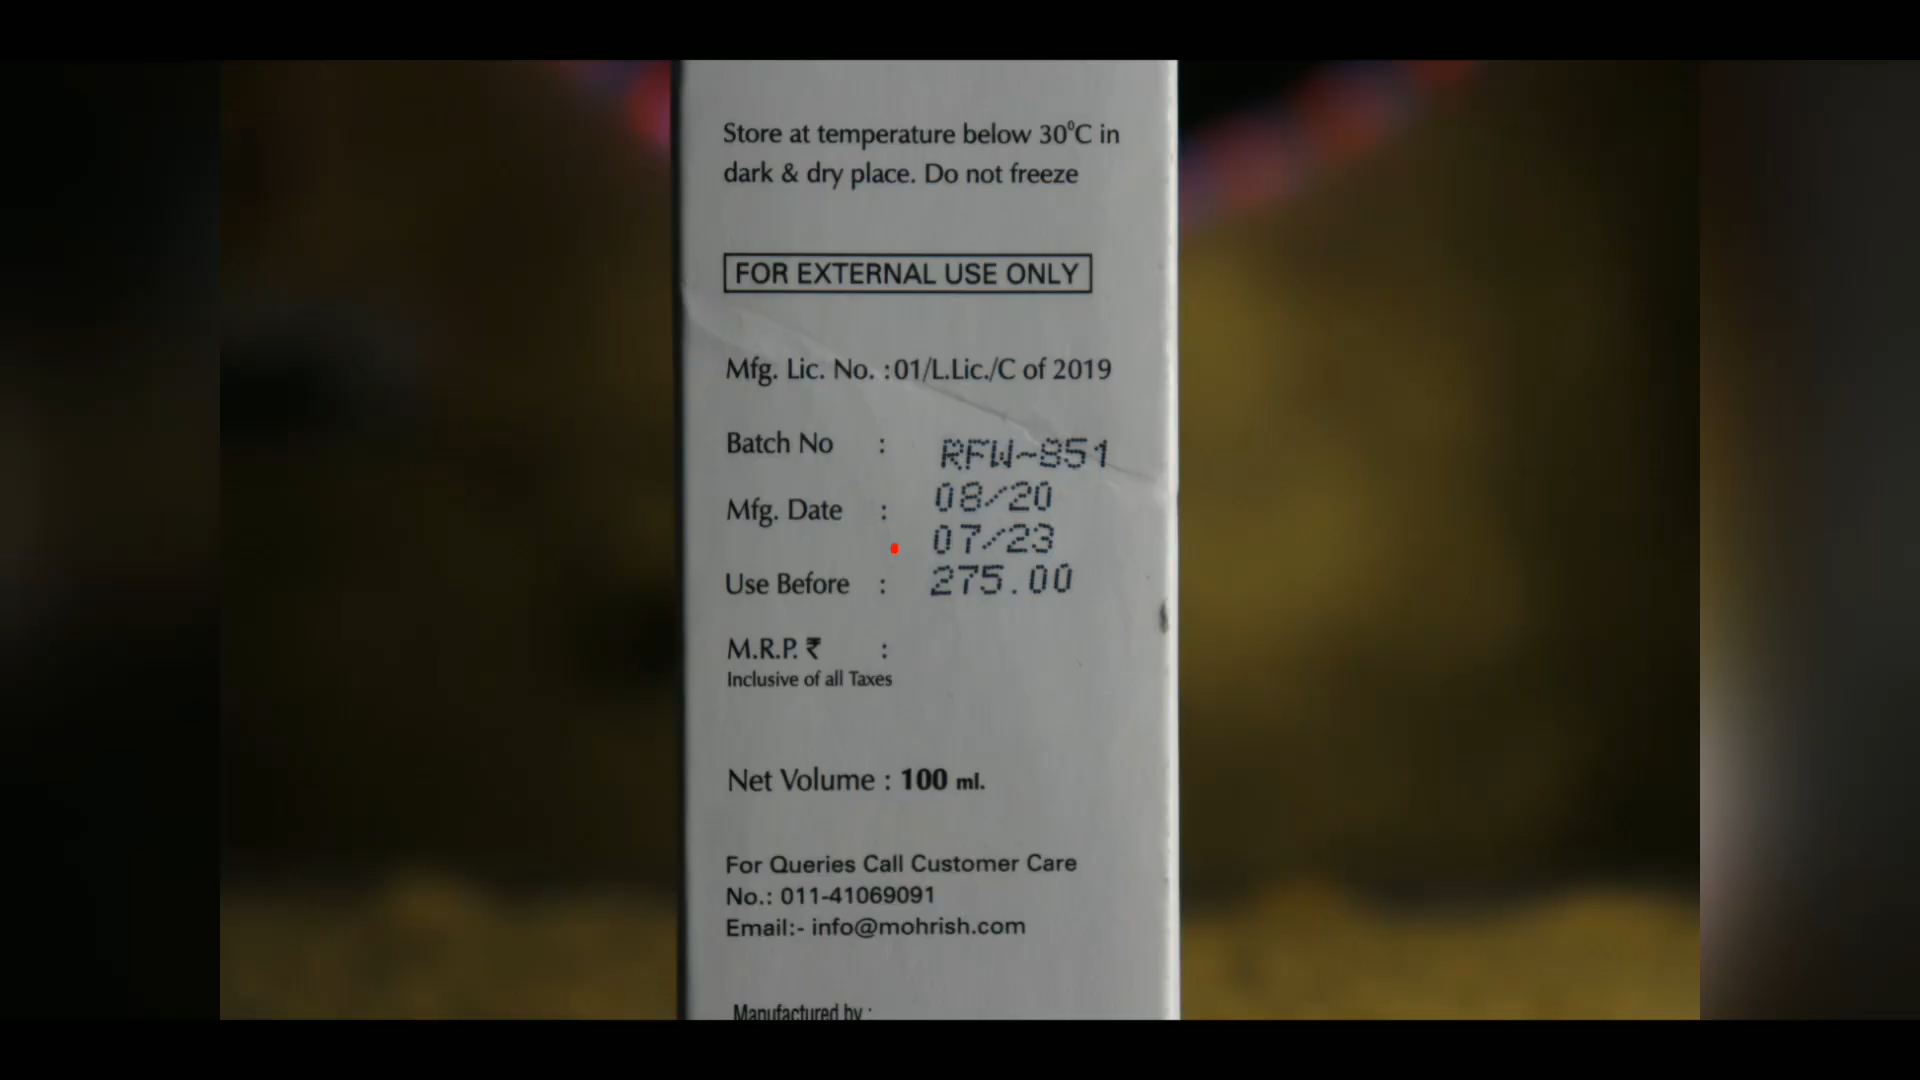 Store at temperature below 30⁰C in
dark & dry place. Do not freeze
FOR EXTERNAL USE ONLY
Mfg. Lic. No. :01/L.Lic./C of 2019
Batch No : RFW-851
Mfg. Date : 08/20
07/23
Use Before : 275.00
M.R.P. ₹ :
Inclusive of all Taxes
Net Volume : 100 ml.
For Queries Call Customer Care
No.: 011-41069091
Email:- info@mohrish.com
Manufactured by :